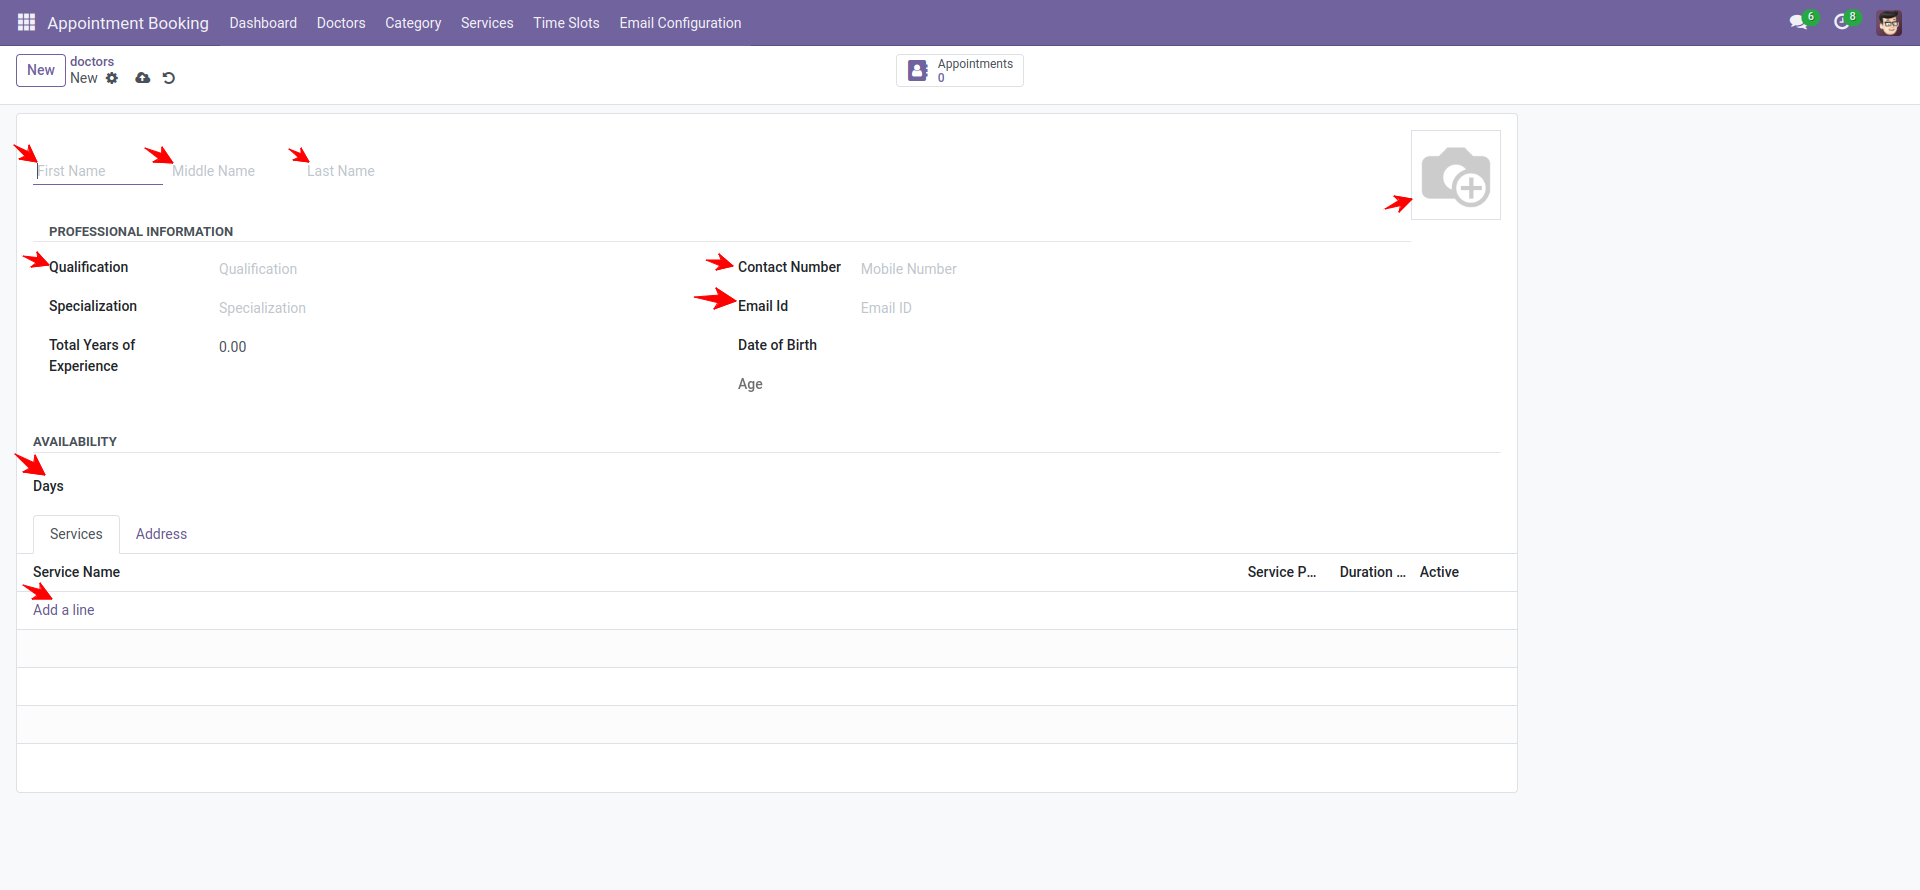 Appointment Booking Dashboard Doctors Category Services Time Slots Email Configuration 6 8
New doctors
New
Appointments
0
First Name Middle Name Last Name
PROFESSIONAL INFORMATION
Qualification Qualification Contact Number Mobile Number
Specialization Specialization Email Id Email ID
Total Years of Experience 0.00 Date of Birth
Age
AVAILABILITY
Days
Services Address
Service Name Service P... Duration ... Active
Add a line